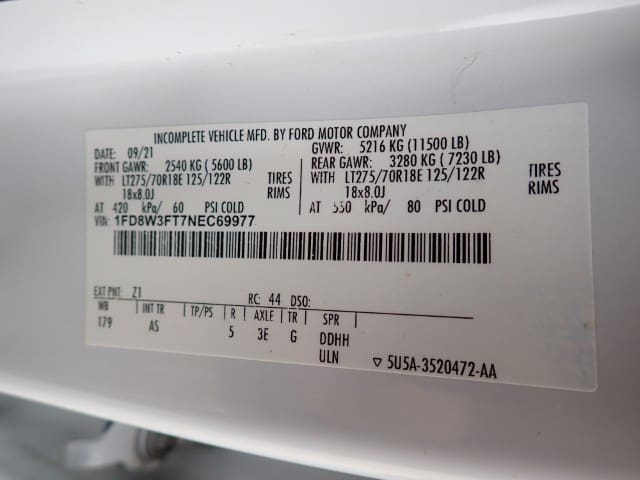 INCOMPLETE VEHICLE MFD. BY FORD MOTOR COMPANY
DATE: 09/21 GVWR: 5216 KG (11500 LB)
FRONT GAWR: 2540 KG (5600 LB) REAR GAWR: 3280 KG (7230 LB)
WITH LT275/70R18E 125/122R TIRES WITH LT275/70R18E 125/122R TIRES
18x8.0J RIMS 18x8.0J RIMS
AT 420 kPa/ 60 PSI COLD AT 550 kPa/ 80 PSI COLD
VIN: 1FD8W3FT7NEC69977
EXT PNT: Z1 RC: 44 DSO:
WB INT TR TP/PS R AXLE TR SPR
179 AS 5 3E G DDHH
ULN ▽ 5U5A-3520472-AA